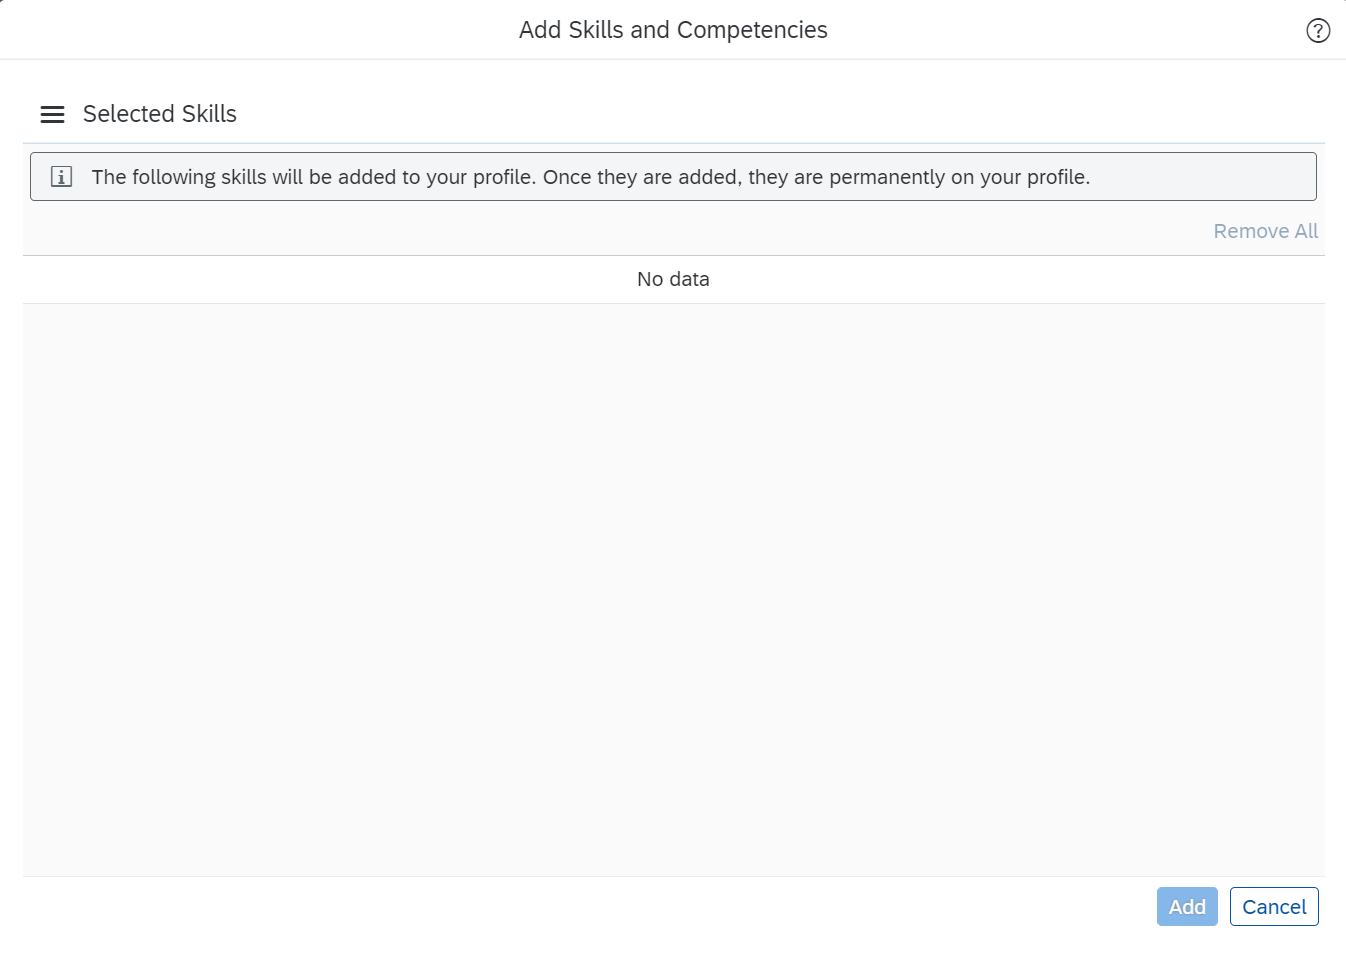 Add Skills and Competencies
Selected Skills
The following skills will be added to your profile. Once they are added, they are permanently on your profile.
Remove All
No data
Add Cancel